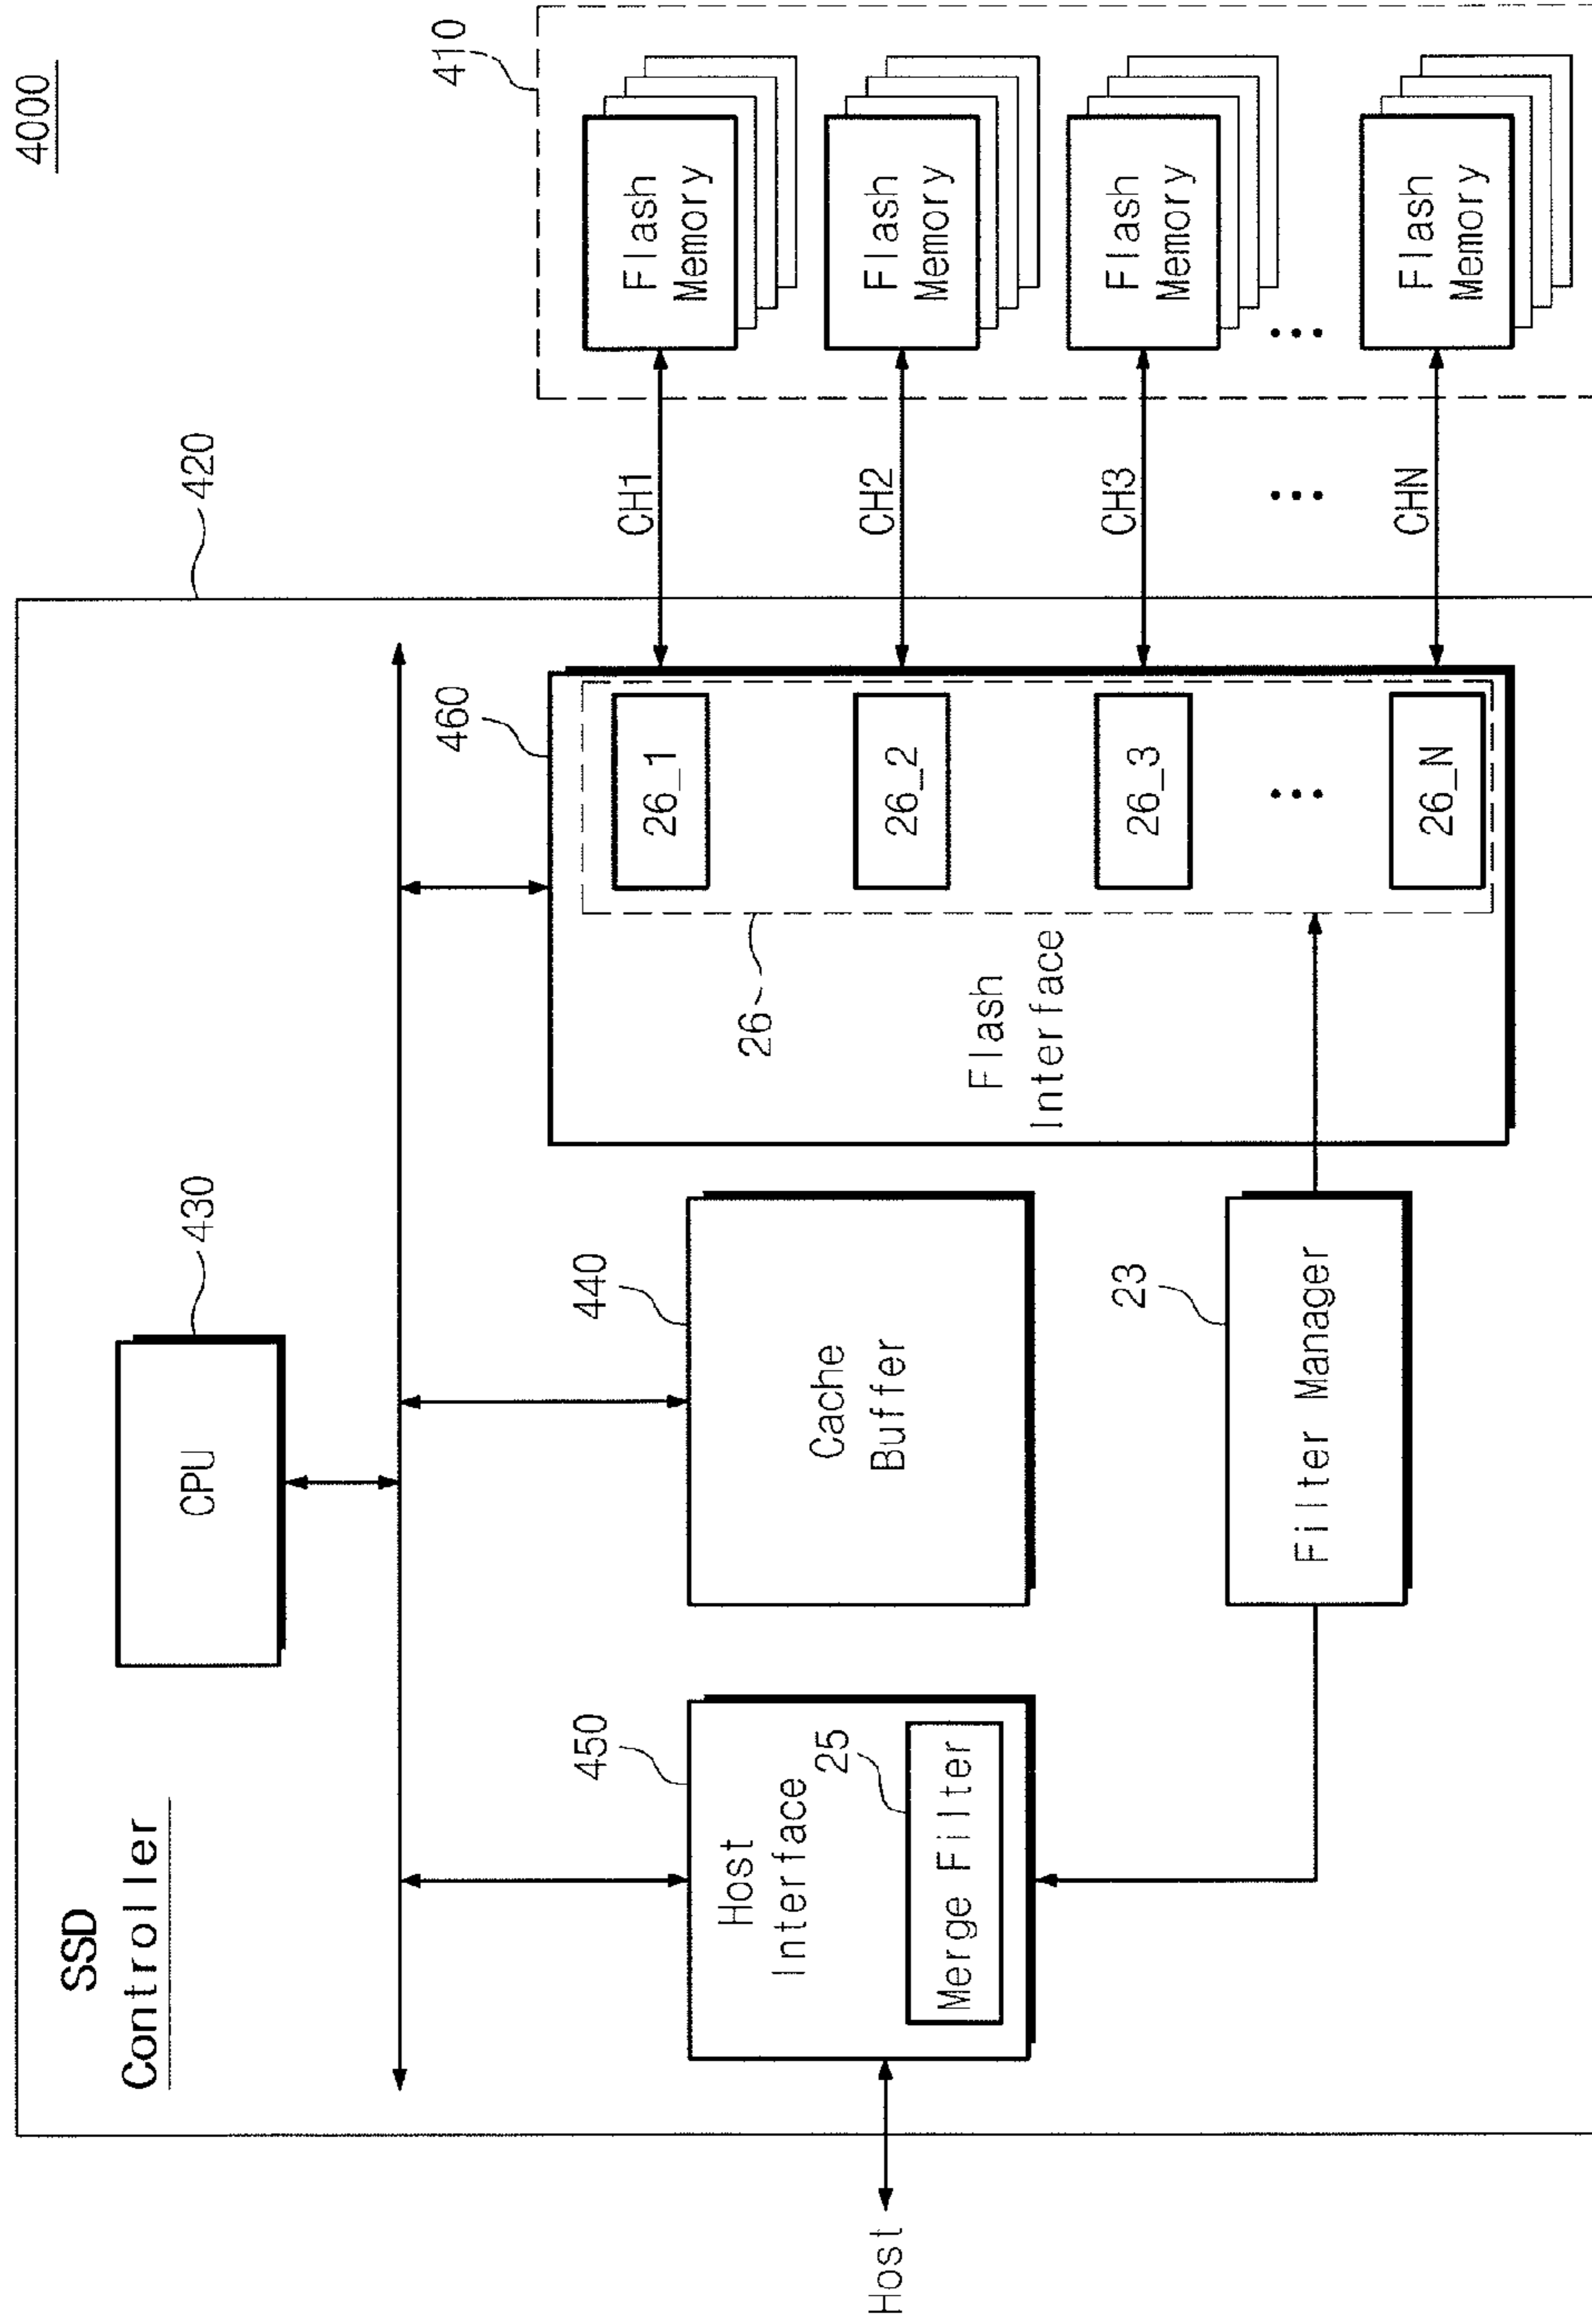 4000
SSD
Controller
420
410
CPU
430
Host
Interface
450
25
Merge Filter
Cache
Buffer
440
Flash
Interface
460
26
26_1
26_2
26_3
...
26_N
CH1
CH2
CH3
...
CHN
Flash
Memory
Flash
Memory
Flash
Memory
...
Flash
Memory
Filter Manager
23
Host